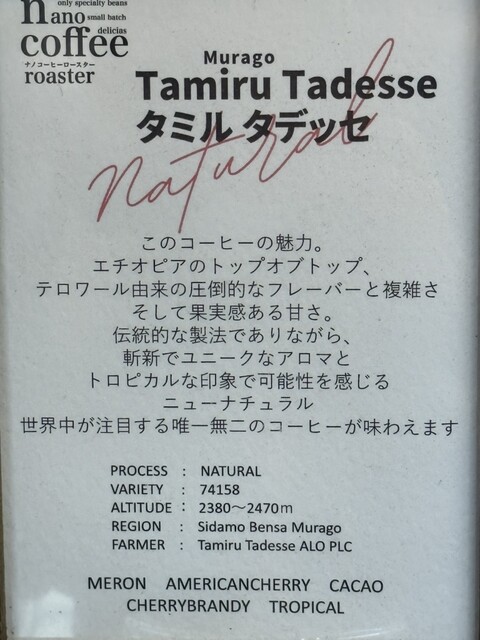 only specialty beans
nano small batch
coffee delicias
ナノコーヒーロースター
roaster
Murago
Tamiru Tadesse
タミル タデッセ
natural
このコーヒーの魅力。
エチオピアのトップオブトップ、
テロワール由来の圧倒的なフレーバーと複雑さ
そして果実感ある甘さ。
伝統的な製法でありながら、
斬新でユニークなアロマと
トロピカルな印象で可能性を感じる
ニューナチュラル
世界中が注目する唯一無二のコーヒーが味わえます
PROCESS : NATURAL
VARIETY : 74158
ALTITUDE : 2380～2470m
REGION : Sidamo Bensa Murago
FARMER : Tamiru Tadesse ALO PLC
MERON AMERICANCHERRY CACAO
CHERRYBRANDY TROPICAL